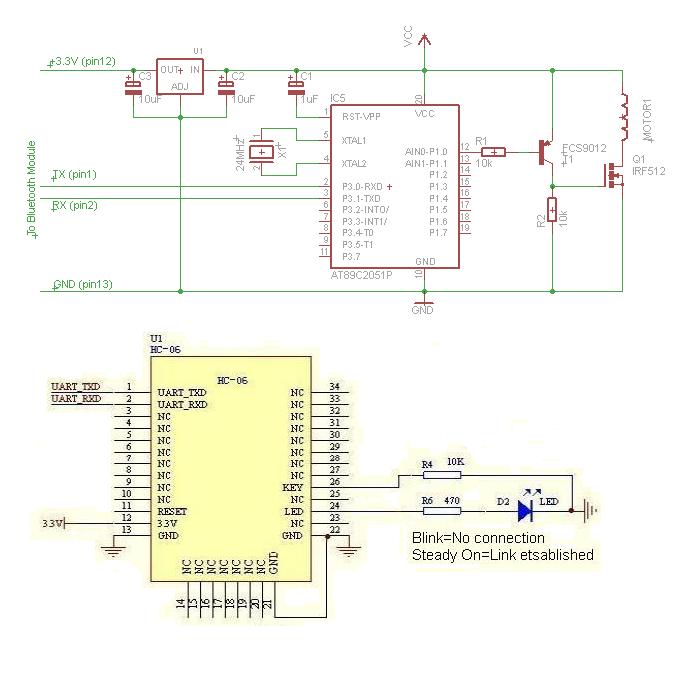 VCC
+3.3V (pin12)
U1
OUT IN
ADJ
C3
10uF
C2
10uF
C1
1uF
IC5
20
VCC
1 RST-VPP
5 XTAL1
4 XTAL2
24MHZ
X1
1
2
2 P3.0-RXD
3 P3.1-TXD
6 P3.2-INTO/
7 P3.3-INT1/
8 P3.4-T0
9 P3.5-T1
11 P3.7
AIN0-P1.0 12
AIN1-P1.1 13
P1.2 14
P1.3 15
P1.4 16
P1.5 17
P1.6 18
P1.7 19
GND
10
GND
AT89C2051P
R1
10k
FCS9012
T1
R2
10k
MOTOR1
Q1
IRF512
To Bluetooth Module
TX (pin1)
RX (pin2)
GND (pin13)
U1
HC-06
HC-06
UART_TXD 1 UART_TXD
UART_RXD 2 UART_RXD
3 NC
4 NC
5 NC
6 NC
7 NC
8 NC
9 NC
10 NC
11 RESET
3.3V 12 3.3V
13 GND
NC 34
NC 33
NC 32
NC 31
NC 30
NC 29
NC 28
NC 27
KEY 26
NC 25
LED 24
NC 23
GND 22
14 NC
15 NC
16 NC
17 NC
18 NC
19 NC
20 NC
21 GND
R4 10K
R6 470
D2 LED
Blink=No connection
Steady On=Link etsablished